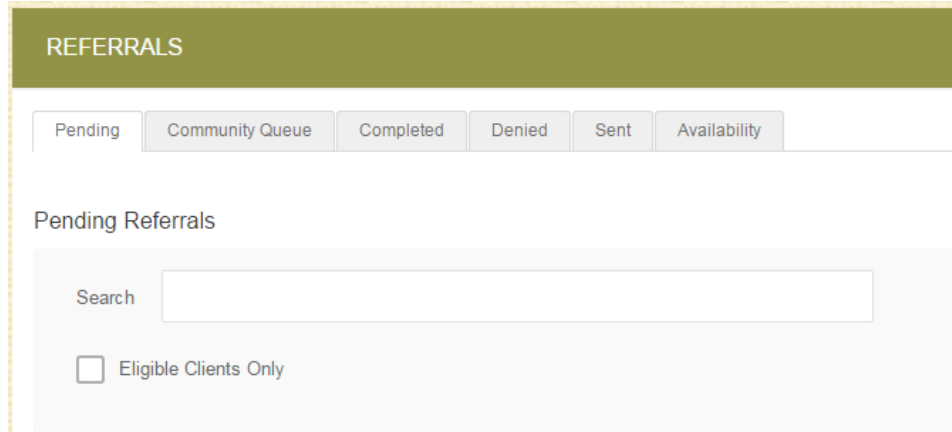 REFERRALS
Pending Community Queue Completed Denied Sent Availability
Pending Referrals
Search
Eligible Clients Only